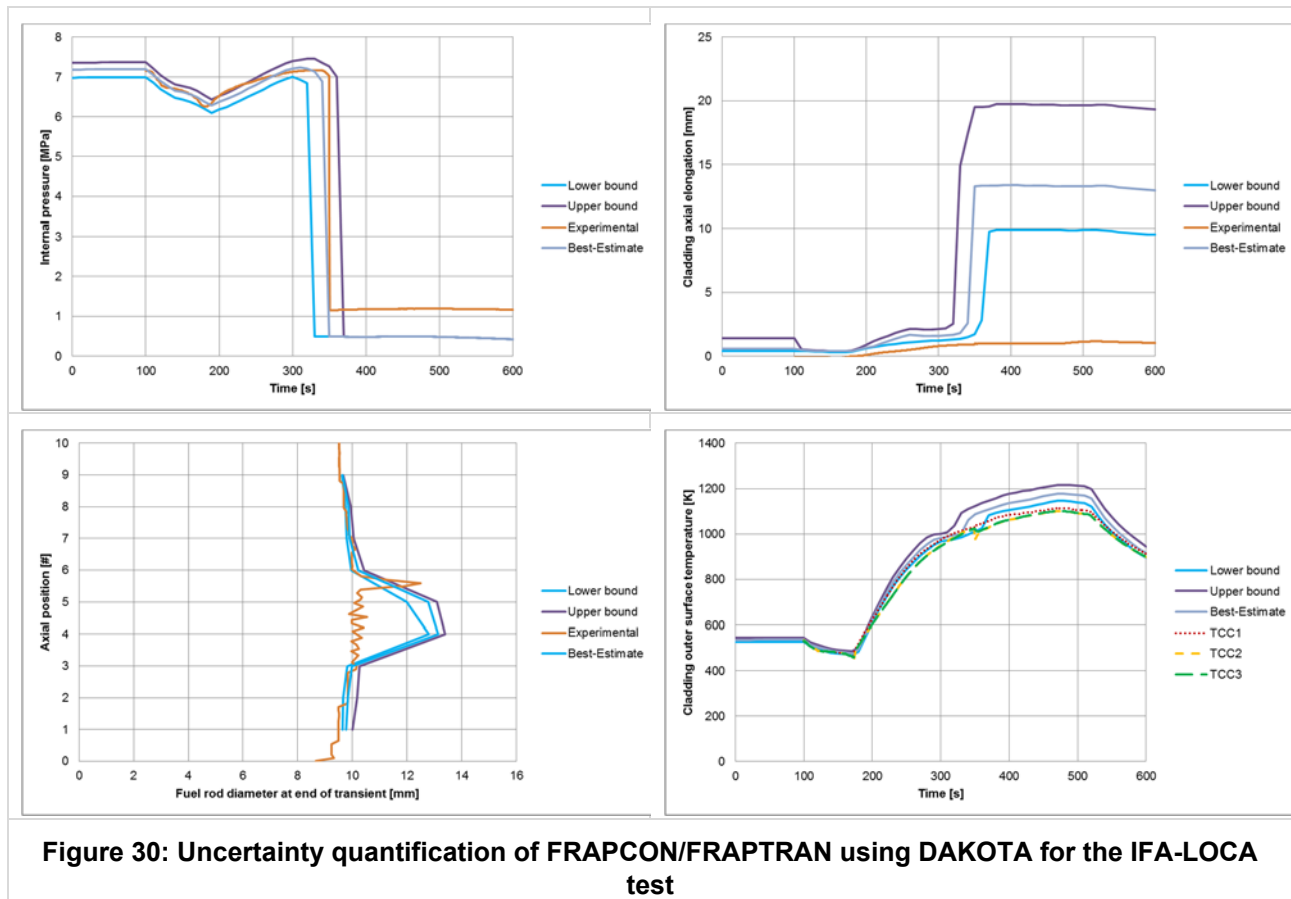 8
7
6
5
4
3
2
1
0
Internal pressure [MPa]
0 100 200 300 400 500 600
Time [s]
Lower bound
Upper bound
Experimental
Best-Estimate
25
20
15
10
5
0
Cladding axial elongation [mm]
0 100 200 300 400 500 600
Time [s]
Lower bound
Upper bound
Experimental
Best-Estimate
10
9
8
7
6
5
4
3
2
1
0
Axial position [#]
0 2 4 6 8 10 12 14 16
Fuel rod diameter at end of transient [mm]
Lower bound
Upper bound
Experimental
Best-Estimate
1400
1200
1000
800
600
400
200
0
Cladding outer surface temperature [K]
0 100 200 300 400 500 600
Time [s]
Lower bound
Upper bound
Best-Estimate
TCC1
TCC2
TCC3
Figure 30: Uncertainty quantification of FRAPCON/FRAPTRAN using DAKOTA for the IFA-LOCA
test